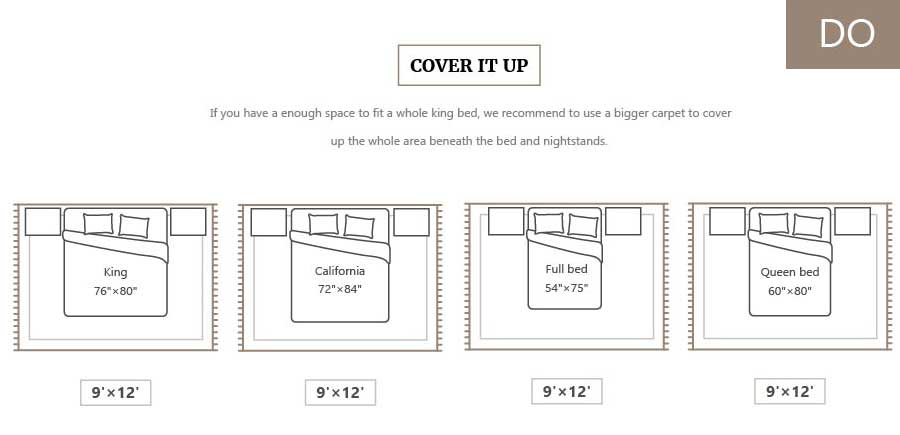 DO
COVER IT UP
If you have a enough space to fit a whole king bed, we recommend to use a bigger carpet to cover
up the whole area beneath the bed and nightstands.
King
76"×80"
California
72"×84"
Full bed
54"×75"
Queen bed
60"×80"
9'×12'
9'×12'
9'×12'
9'×12'